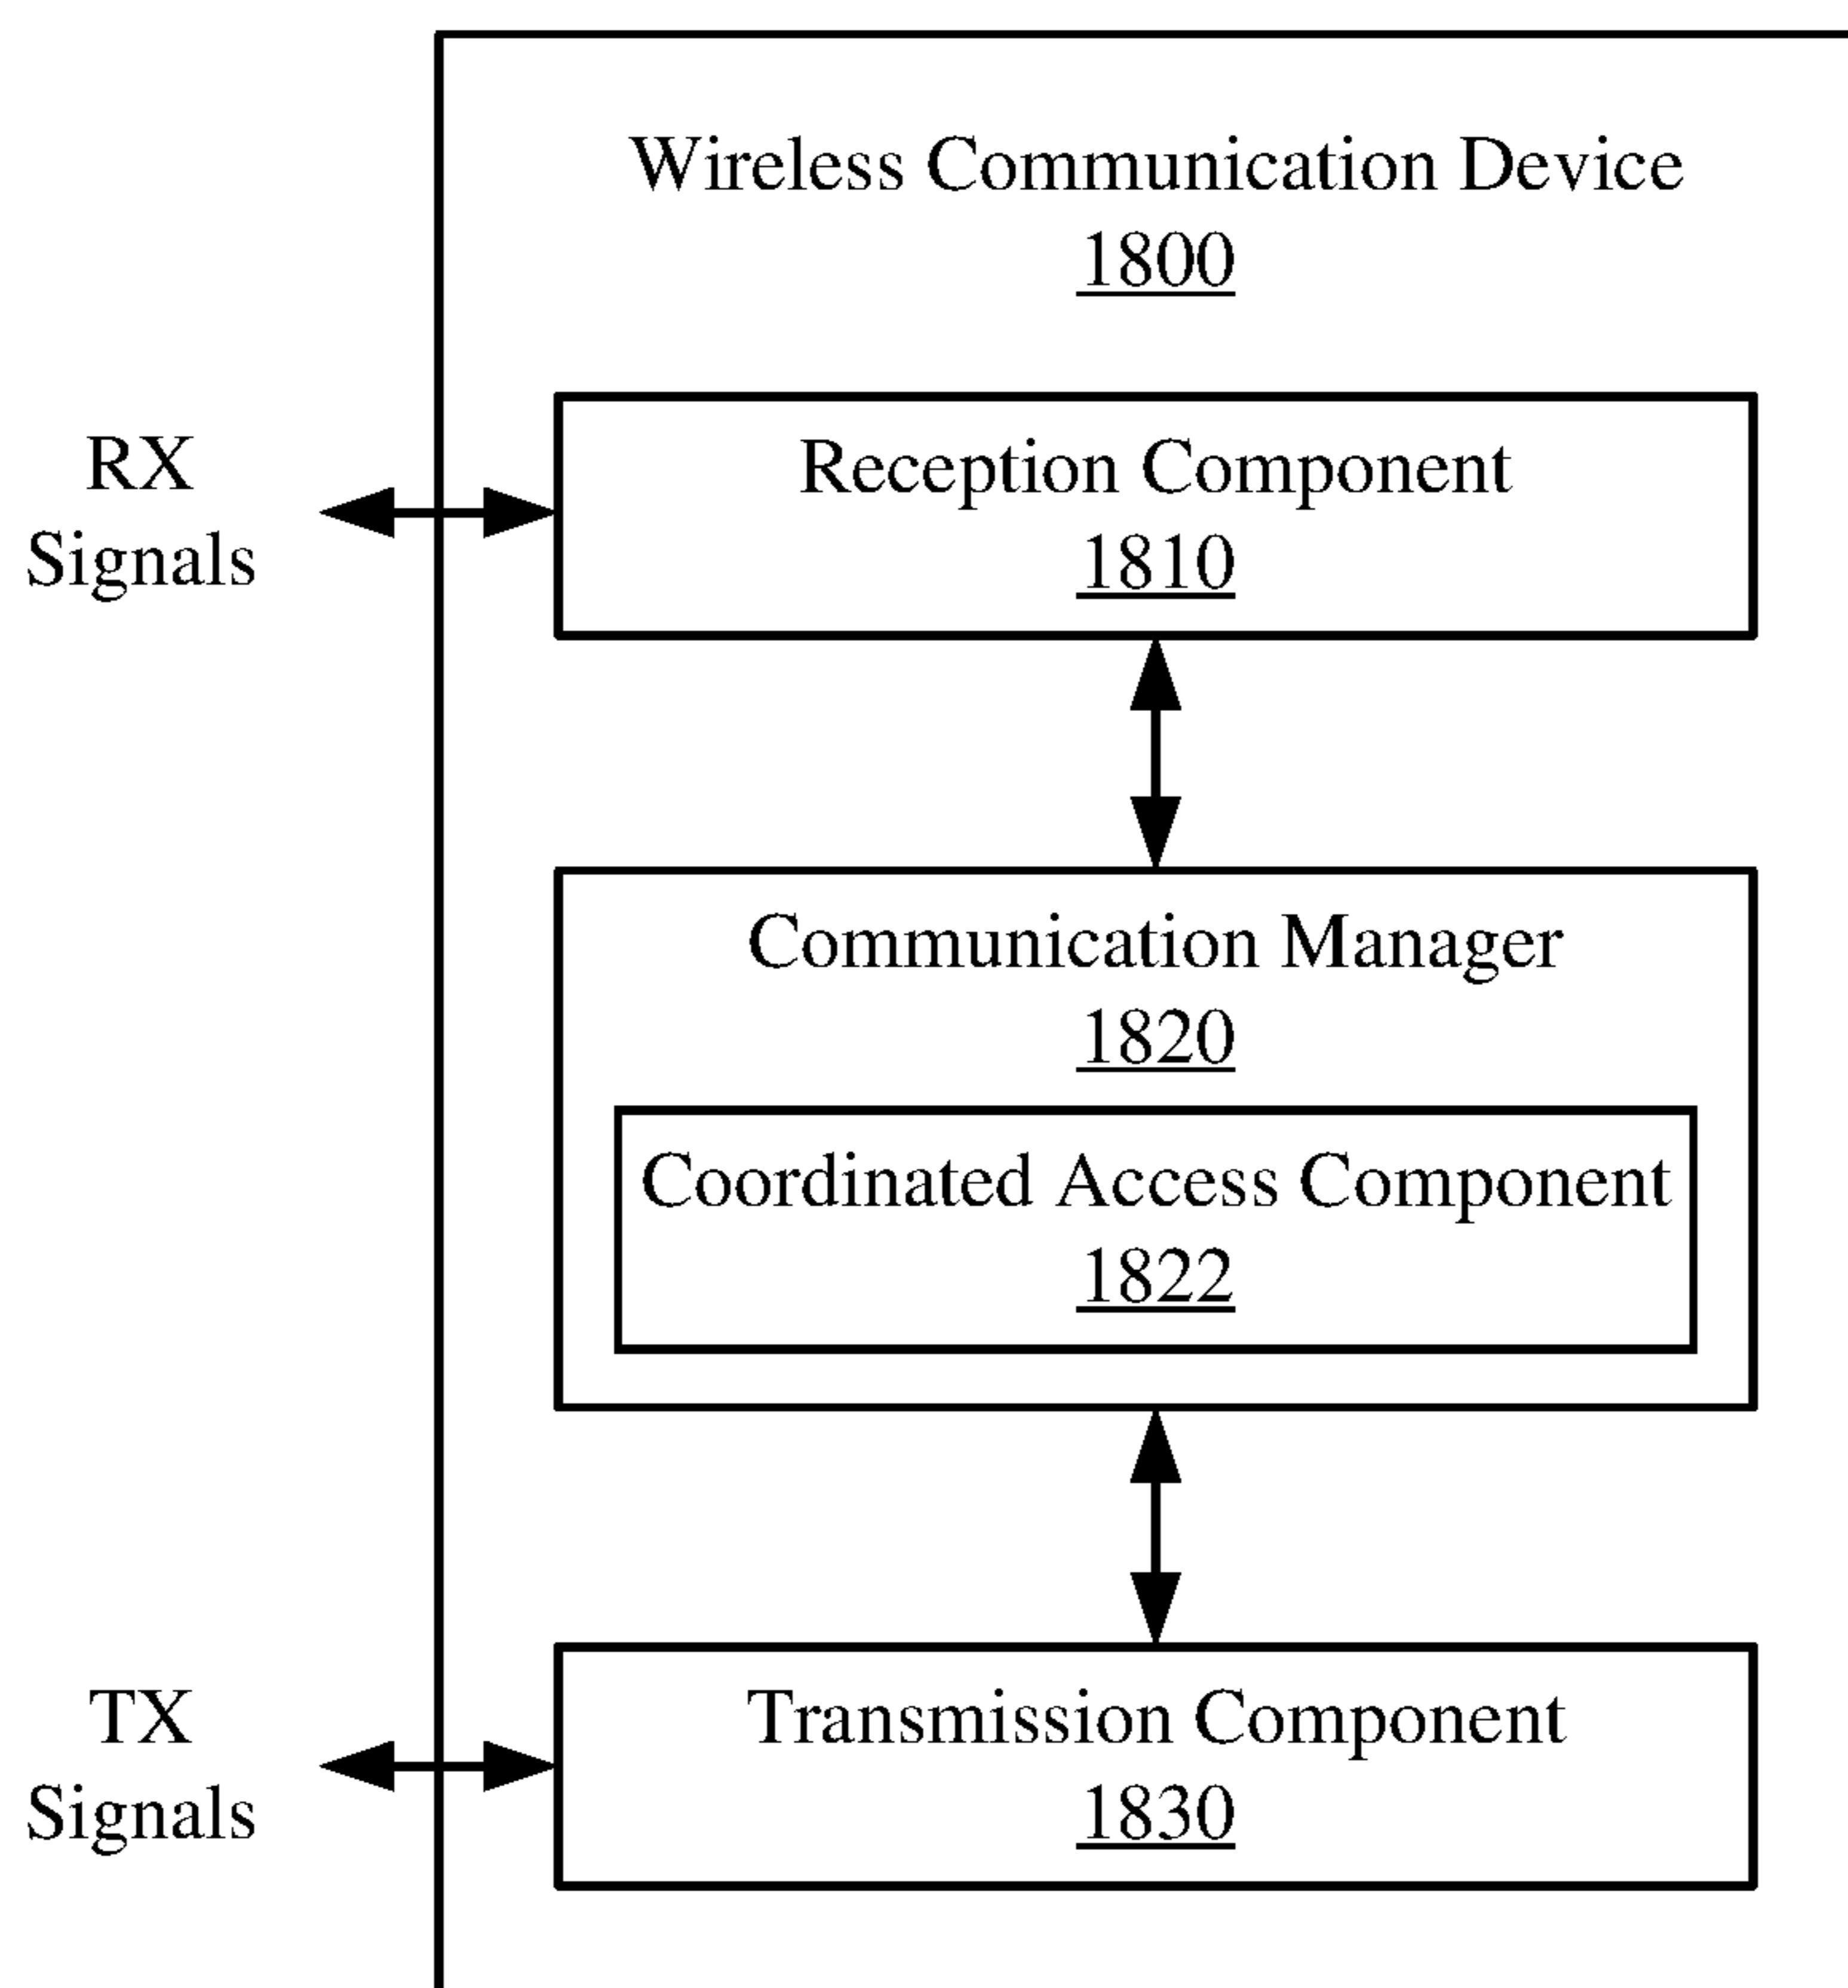 Wireless Communication Device
1800
RX
Signals
Reception Component
1810
Communication Manager
1820
Coordinated Access Component
1822
TX
Signals
Transmission Component
1830